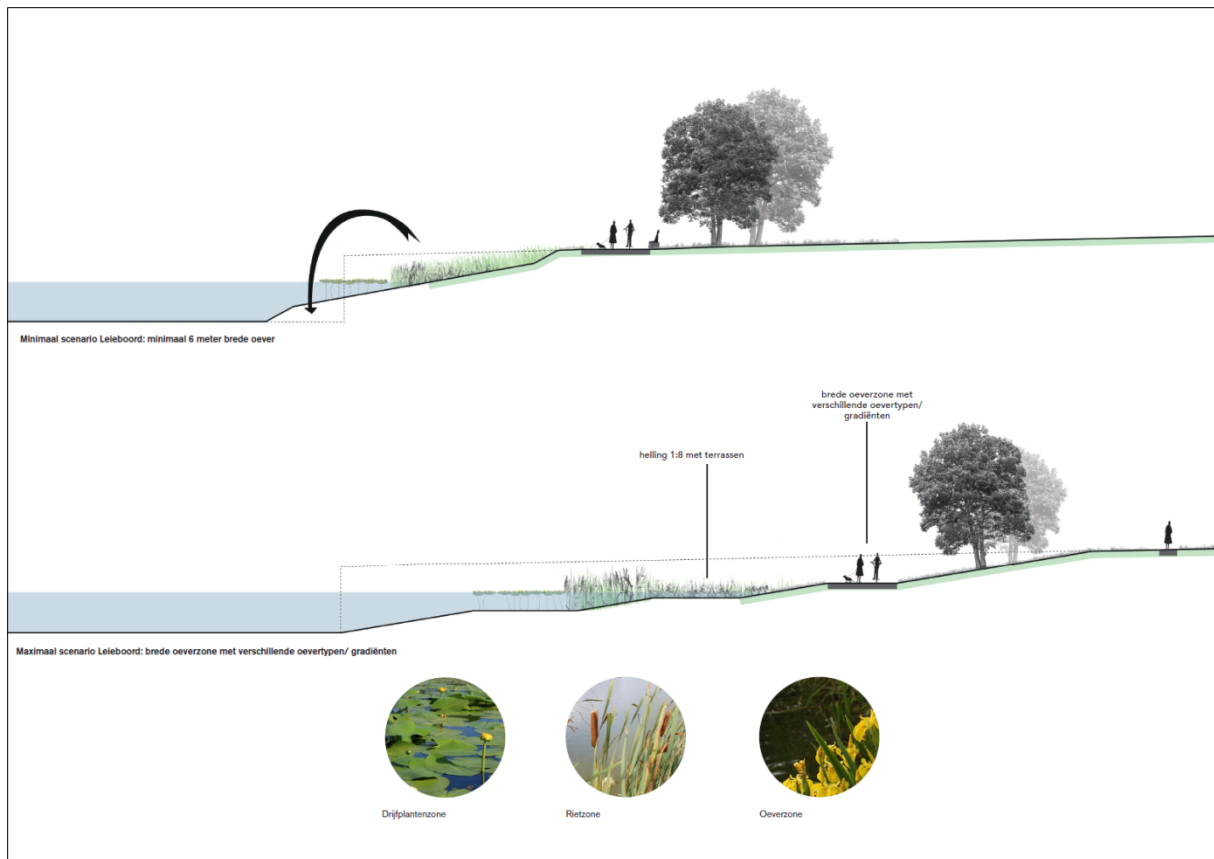 Minimaal scenario Leieboord: minimaal 6 meter brede oever
brede oeverzone met
verschillende oevertypen/
gradiënten
helling 1:8 met terrassen
Maximaal scenario Leieboord: brede oeverzone met verschillende oevertypen/ gradiënten
Drijfplantenzone
Rietzone
Oeverzone